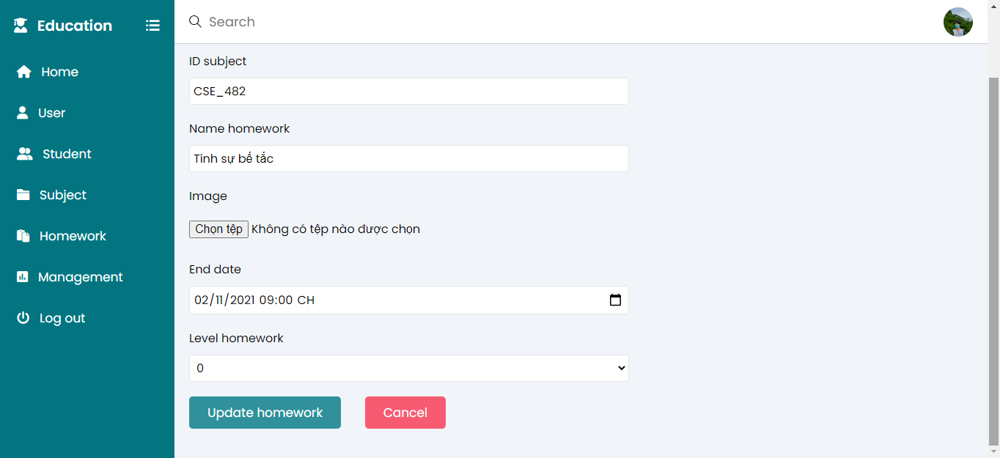 Education
Home
User
Student
Subject
Homework
Management
Log out
Search
ID subject
CSE_482
Name homework
Tính sự bế tắc
Image
Chọn tệp Không có tệp nào được chọn
End date
02/11/2021 09:00 CH
Level homework
0
Update homework Cancel